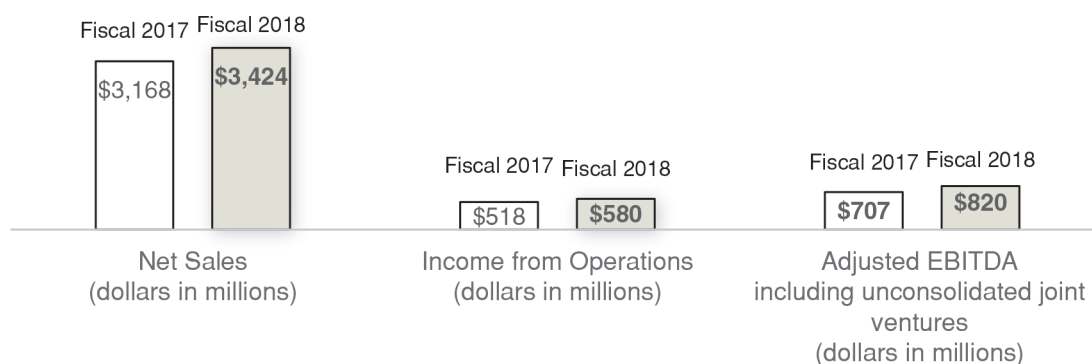 Fiscal 2017 Fiscal 2018
$3,168 $3,424
Net Sales
(dollars in millions)
Fiscal 2017 Fiscal 2018
$518 $580
Income from Operations
(dollars in millions)
Fiscal 2017 Fiscal 2018
$707 $820
Adjusted EBITDA
including unconsolidated joint
ventures
(dollars in millions)